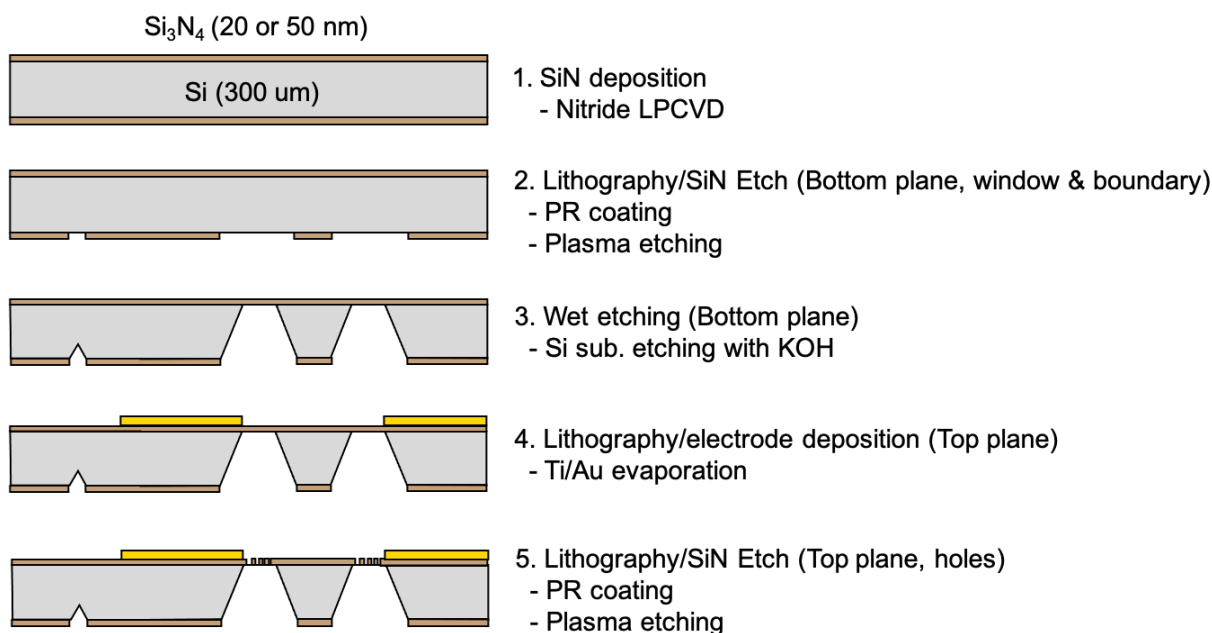 Si₃N₄ (20 or 50 nm)
Si (300 um)
1. SiN deposition
- Nitride LPCVD
2. Lithography/SiN Etch (Bottom plane, window & boundary)
- PR coating
- Plasma etching
3. Wet etching (Bottom plane)
- Si sub. etching with KOH
4. Lithography/electrode deposition (Top plane)
- Ti/Au evaporation
5. Lithography/SiN Etch (Top plane, holes)
- PR coating
- Plasma etching